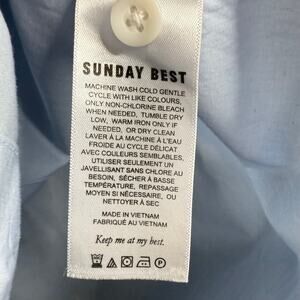 SUNDAY BEST
MACHINE WASH COLD GENTLE
CYCLE WITH LIKE COLOURS,
ONLY NON-CHLORINE BLEACH
WHEN NEEDED, TUMBLE DRY
LOW, WARM IRON ONLY IF
NEEDED, OR DRY CLEAN
LAVER À LA MACHINE À L'EAU
FROIDE AU CYCLE DÉLICAT
AVEC COULEURS SEMBLABLES,
UTILISER SEULEMENT UN
JAVELLISANT SANS CHLORE AU
BESOIN, SÉCHER À BASSE
TEMPÉRATURE, REPASSAGE
MOYEN SI NÉCESSAIRE, OU
NETTOYER À SEC
MADE IN VIETNAM
FABRIQUÉ AU VIETNAM
Keep me at my best.